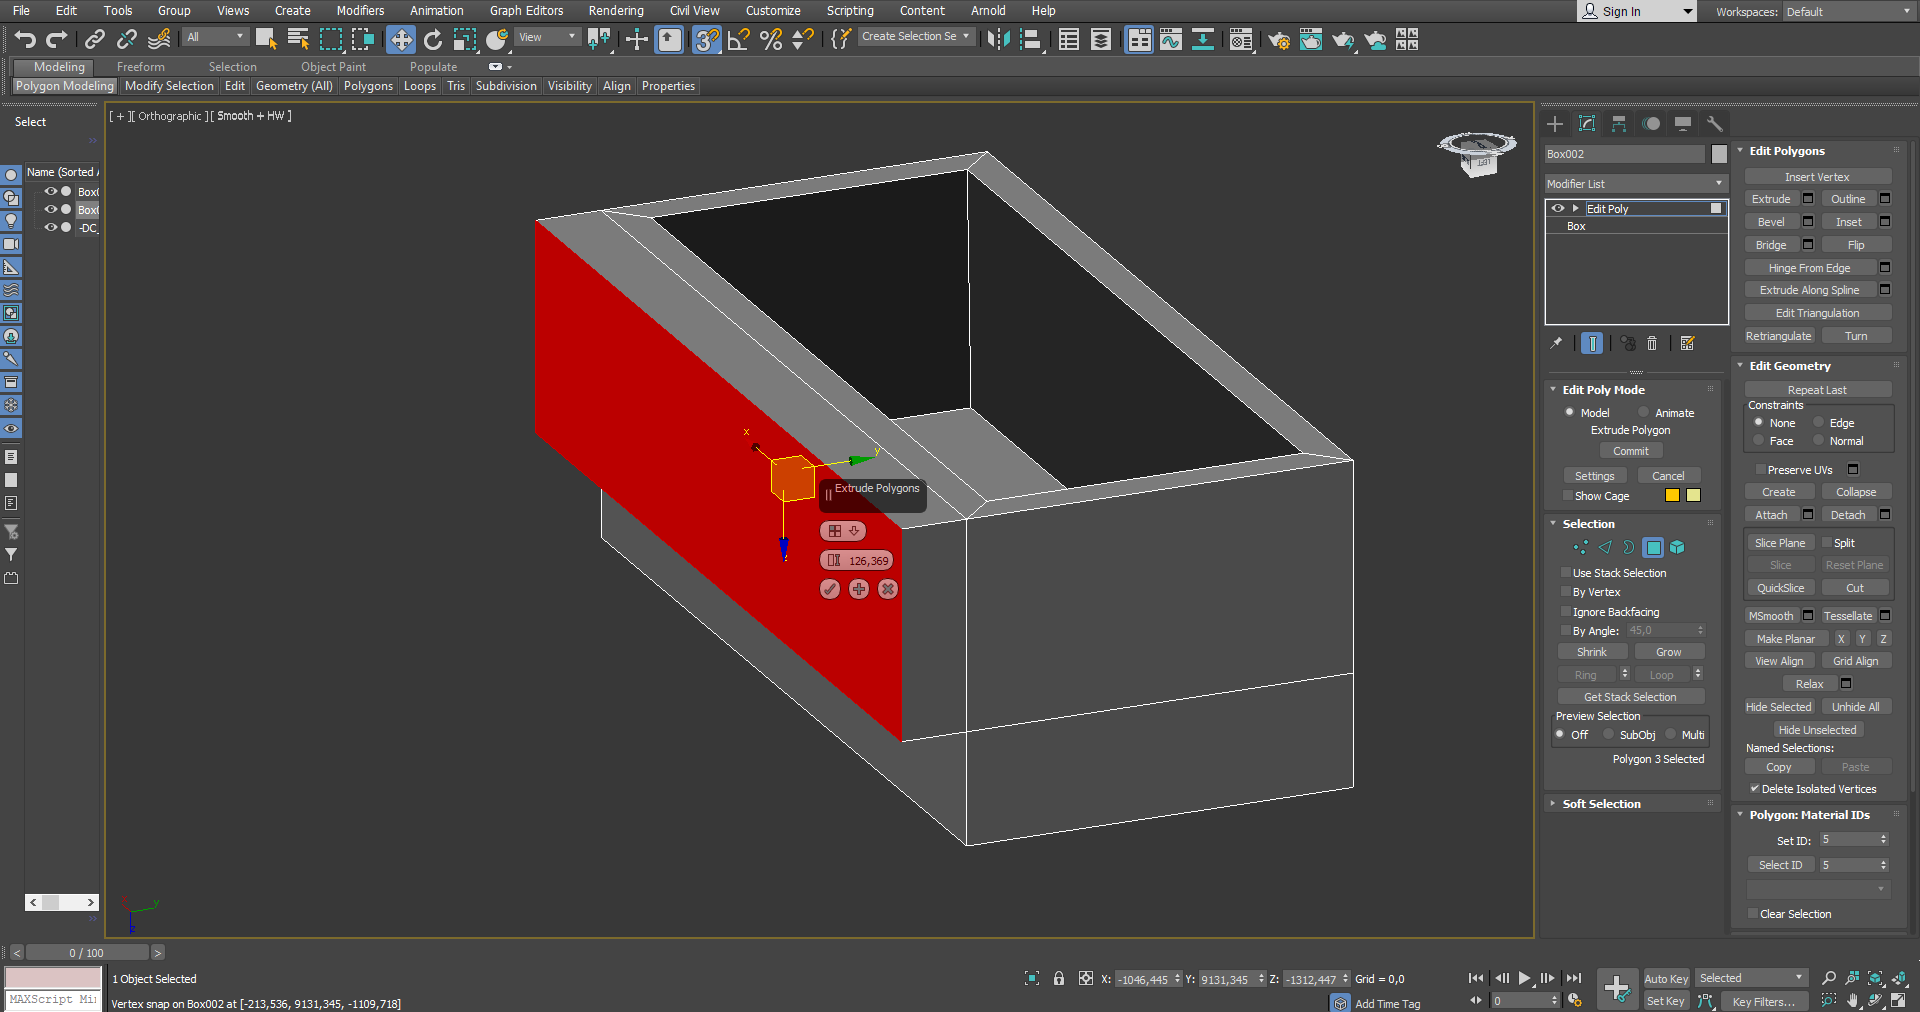 File Edit Tools Group Views Create Modifiers Animation Graph Editors Rendering Civil View Customize Scripting Content Arnold Help Sign In Workspaces: Default
All View Create Selection Se
Modeling Freeform Selection Object Paint Populate
Polygon Modeling Modify Selection Edit Geometry (All) Polygons Loops Tris Subdivision Visibility Align Properties
Select
Name (Sorted A
Box0
Box0
-DC_
[ + ][ Orthographic ][ Smooth + HW ]
LEFT
x
y
Extrude Polygons
126,369
z
x y
z
Box002
Modifier List
Edit Poly
Box
Edit Poly Mode
Model Animate
Extrude Polygon
Commit
Settings Cancel
Show Cage
Selection
Use Stack Selection
By Vertex
Ignore Backfacing
By Angle: 45,0
Shrink Grow
Ring Loop
Get Stack Selection
Preview Selection
Off SubObj Multi
Polygon 3 Selected
Soft Selection
Edit Polygons
Insert Vertex
Extrude Outline
Bevel Inset
Bridge Flip
Hinge From Edge
Extrude Along Spline
Edit Triangulation
Retriangulate Turn
Edit Geometry
Repeat Last
Constraints
None Edge
Face Normal
Preserve UVs
Create Collapse
Attach Detach
Slice Plane Split
Slice Reset Plane
QuickSlice Cut
MSmooth Tessellate
Make Planar X Y Z
View Align Grid Align
Relax
Hide Selected Unhide All
Hide Unselected
Named Selections:
Copy Paste
Delete Isolated Vertices
Polygon: Material IDs
Set ID: 5
Select ID 5
Clear Selection
< 0 / 100 >
1 Object Selected
X: -1046,445 Y: 9131,345 Z: -1312,447 Grid = 0,0
Auto Key Selected
MAXScript Mi
Vertex snap on Box002 at [-213,536, 9131,345, -1109,718]
Add Time Tag
0
Set Key Key Filters...